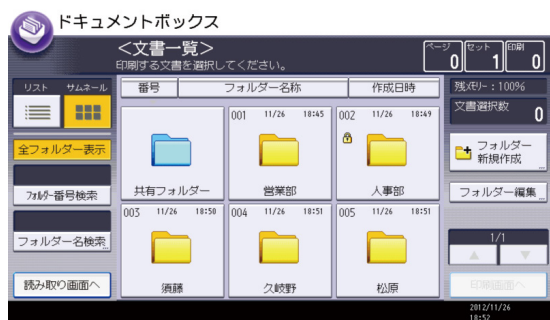 ドキュメントボックス
<文書一覧>
印刷する文書を選択してください。
ページ セット 印刷
0 1 0
リスト サムネール
番号 フォルダー名称 作成日時
残メモリー:100%
文書選択数
0
全フォルダー表示
フォルダー番号検索
フォルダー名検索
読み取り画面へ
共有フォルダー
001 11/26 18:45
営業部
002 11/26 18:49
人事部
003 11/26 18:50
須藤
004 11/26 18:51
久岐野
005 11/26 18:51
松原
フォルダー
新規作成
フォルダー編集
1/1
印刷画面へ
2012/11/26
18:52